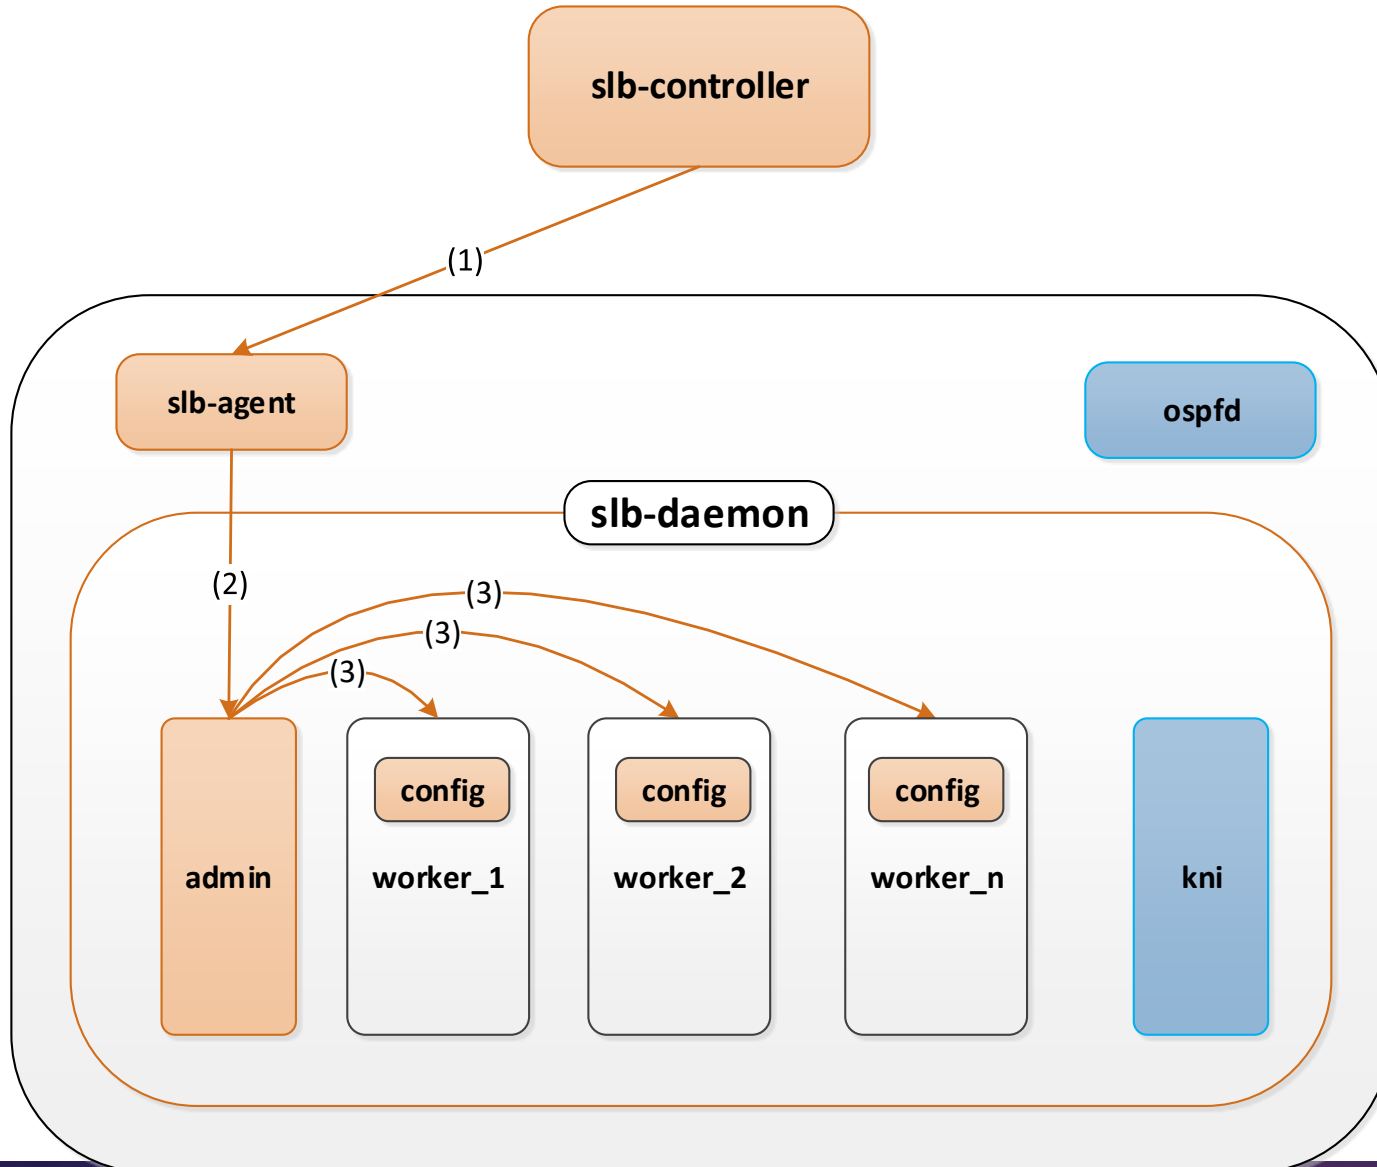 slb-controller
(1)
slb-agent
ospfd
slb-daemon
(2)
(3)
(3)
(3)
config
config
config
admin
worker_1
worker_2
worker_n
kni